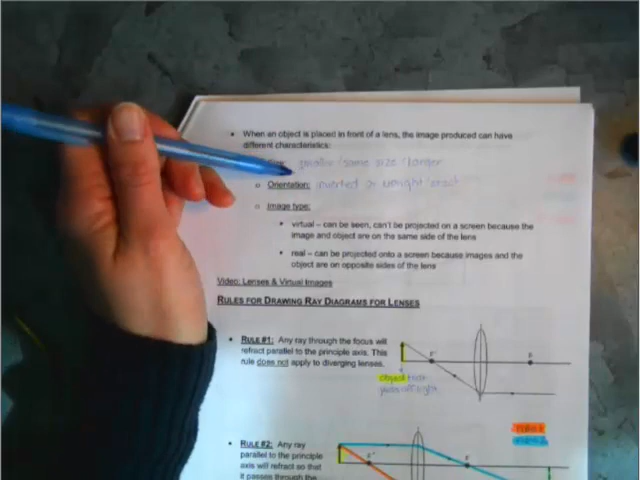 • When an object is placed in front of a lens, the image produced can have
different characteristics:
smaller / same size / larger
o Orientation: inverted or upright / erect
o Image type:
• virtual – can be seen, can't be projected on a screen because the
image and object are on the same side of the lens
• real – can be projected onto a screen because images and the
object are on opposite sides of the lens
Video: Lenses & Virtual Images
RULES FOR DRAWING RAY DIAGRAMS FOR LENSES
• RULE #1: Any ray through the focus will
refract parallel to the principle axis. This
rule does not apply to diverging lenses.
F'
F
object that
gives off light
• RULE #2: Any ray
parallel to the principle
axis will refract so that
it passes through the
F'
F